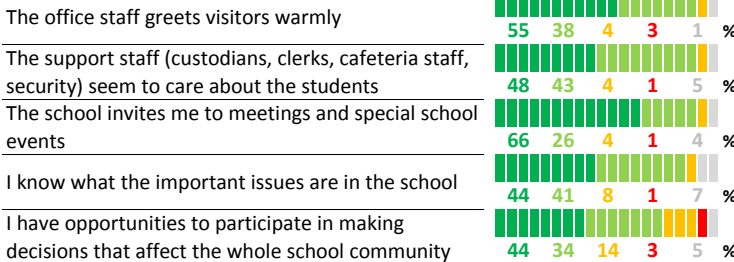 The office staff greets visitors warmly
55 38 4 3 1 %
The support staff (custodians, clerks, cafeteria staff,
security) seem to care about the students
48 43 4 1 5 %
The school invites me to meetings and special school
events
66 26 4 1 4 %
I know what the important issues are in the school
44 41 8 1 7 %
I have opportunities to participate in making
decisions that affect the whole school community
44 34 14 3 5 %